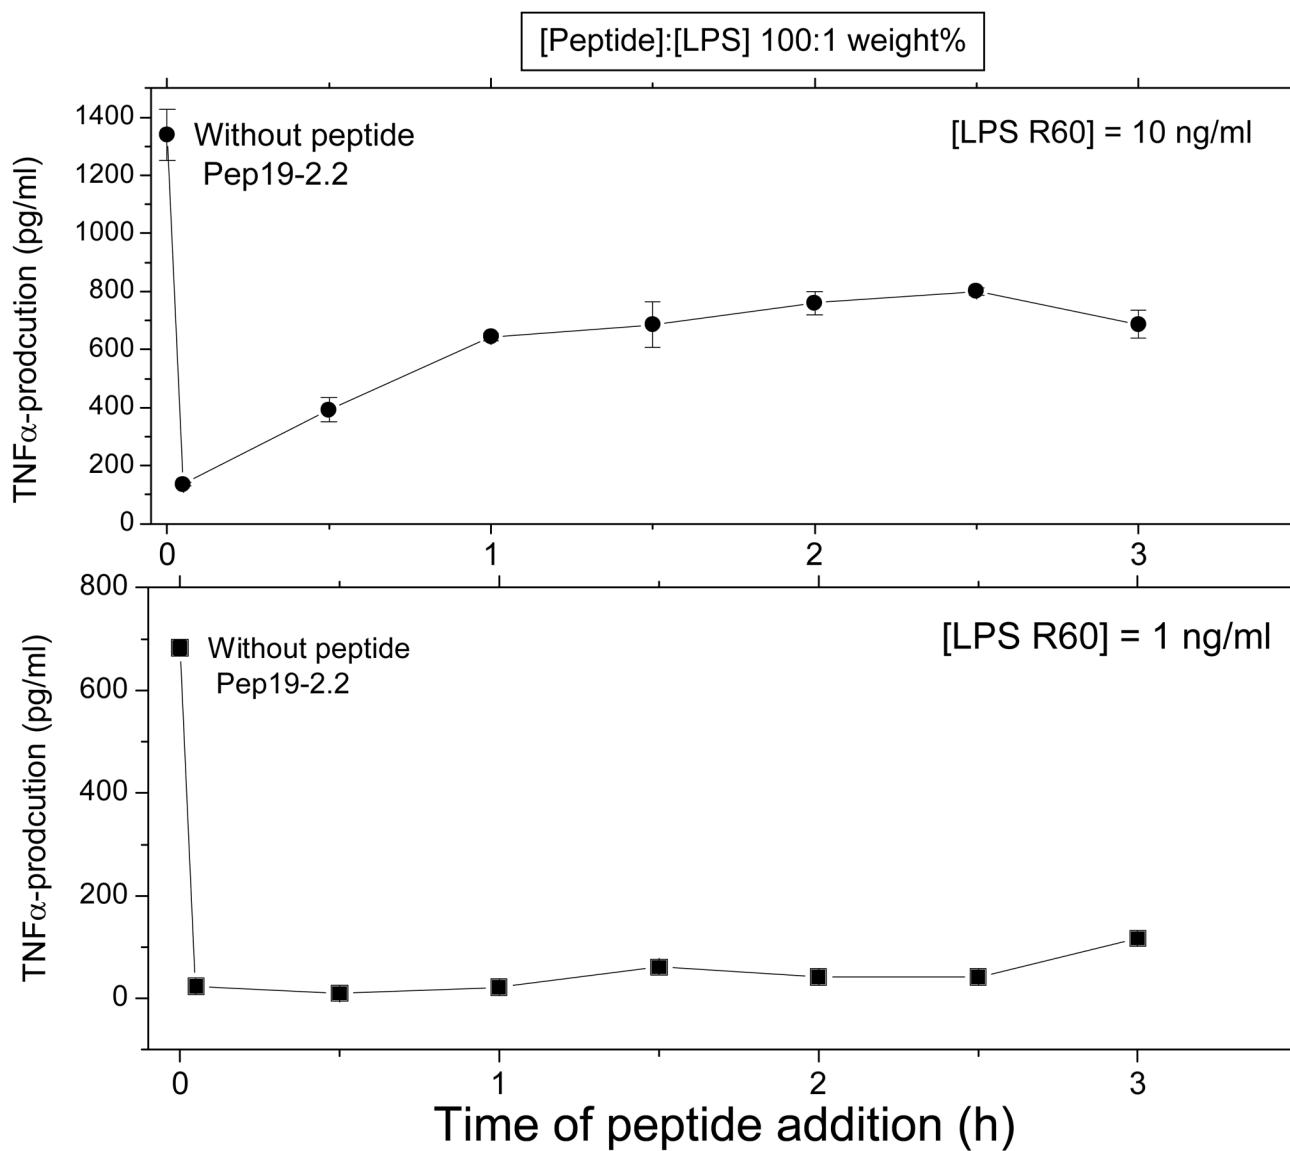 [Peptide]:[LPS] 100:1 weight%
1400
1200
1000
800
600
400
200
0
TNFα-prodcution (pg/ml)
Without peptide
Pep19-2.2
[LPS R60] = 10 ng/ml
0 1 2 3
800
600
400
200
0
TNFα-prodcution (pg/ml)
Without peptide
Pep19-2.2
[LPS R60] = 1 ng/ml
0 1 2 3
Time of peptide addition (h)